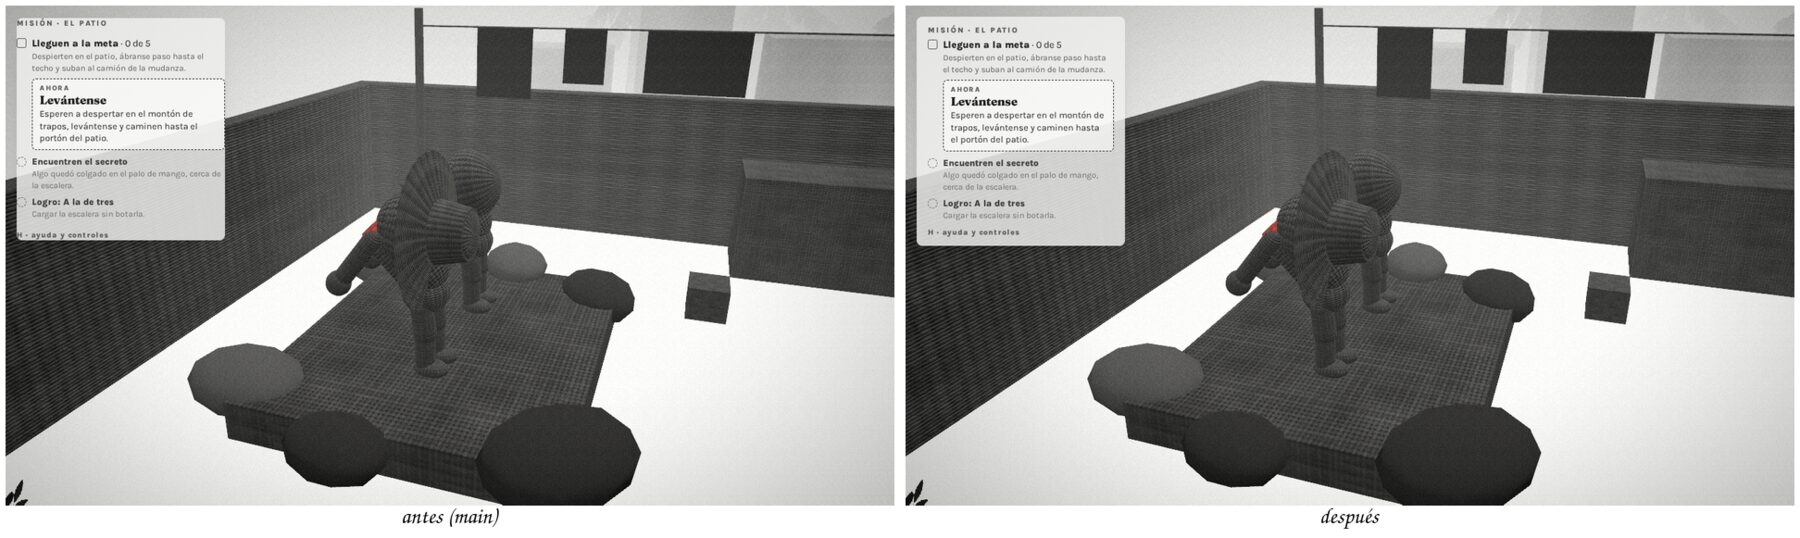 MISIÓN · EL PATIO
Lleguen a la meta · 0 de 5
Despierten en el patio, ábranse paso hasta el
techo y suban al camión de la mudanza.
AHORA
Levántense
Esperen a despertar en el montón de
trapos, levántense y caminen hasta el
portón del patio.
Encuentren el secreto
Algo quedó colgado en el palo de mango, cerca de
la escalera.
Logro: A la de tres
Cargar la escalera sin botarla.
H · ayuda y controles
antes (main)
MISIÓN · EL PATIO
Lleguen a la meta · 0 de 5
Despierten en el patio, ábranse paso hasta el
techo y suban al camión de la mudanza.
AHORA
Levántense
Esperen a despertar en el montón de
trapos, levántense y caminen hasta
el portón del patio.
Encuentren el secreto
Algo quedó colgado en el palo de mango,
cerca de la escalera.
Logro: A la de tres
Cargar la escalera sin botarla.
H · ayuda y controles
después